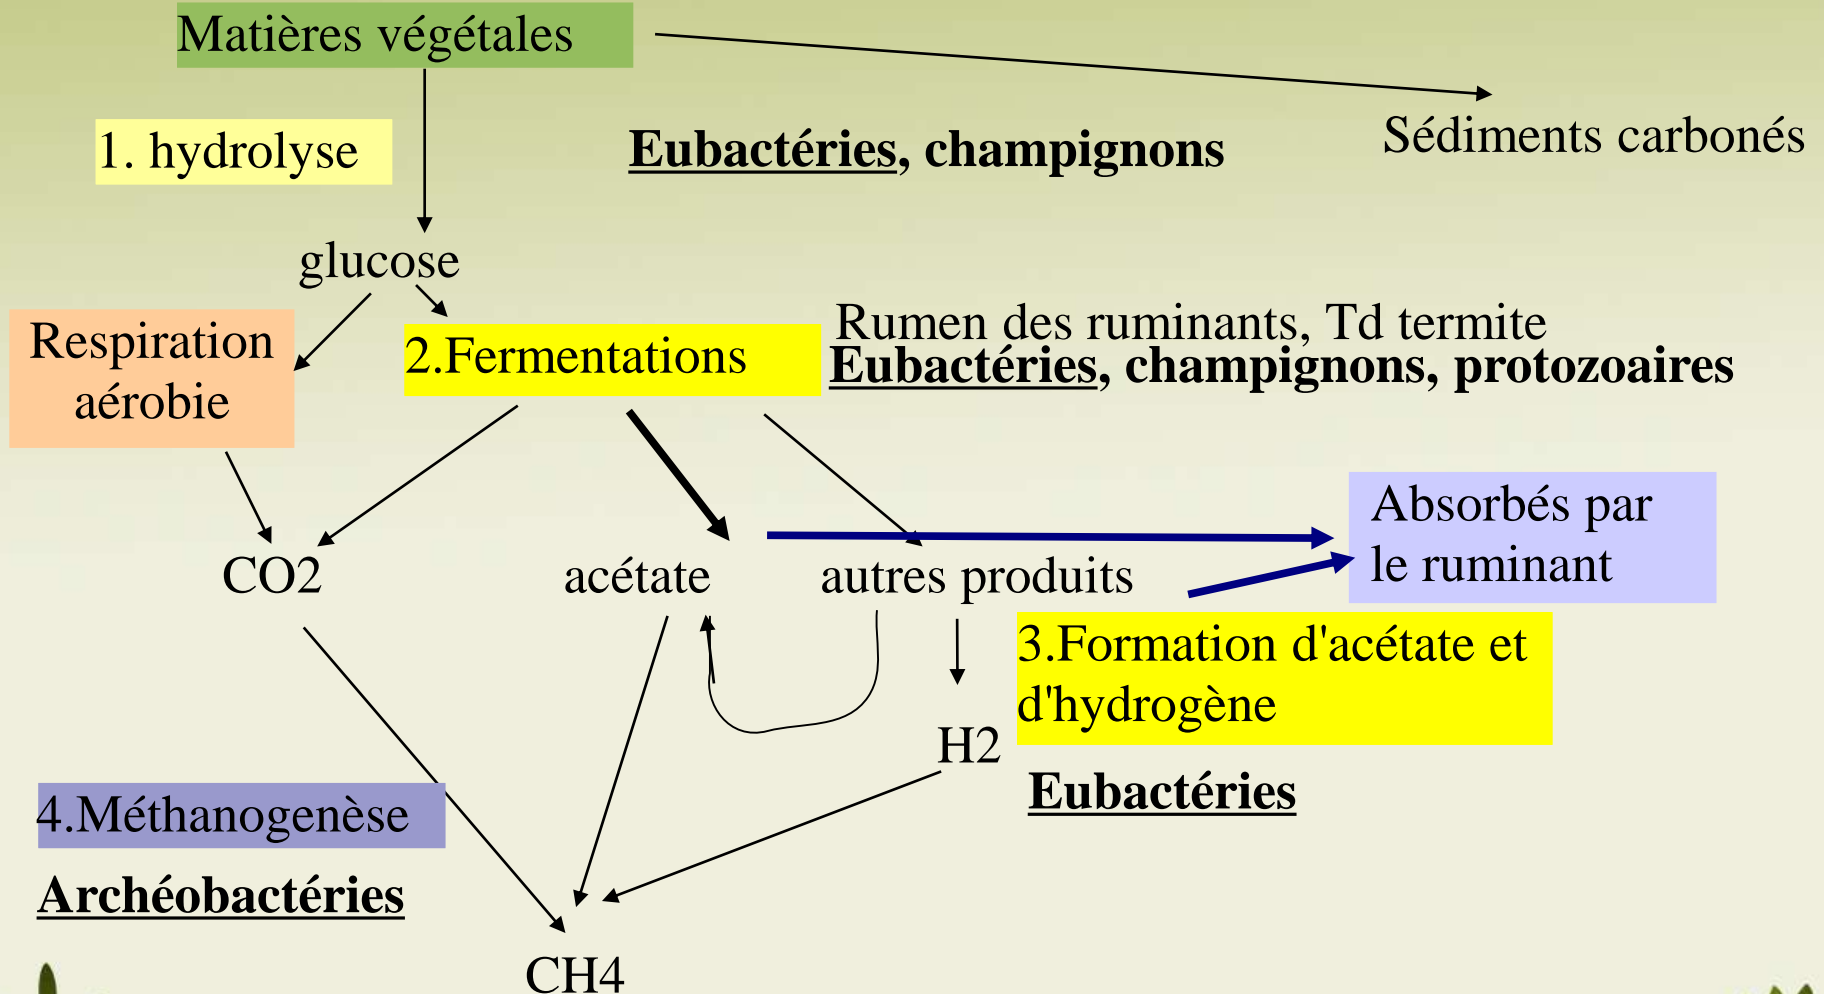 Matières végétales
1. hydrolyse
Eubactéries, champignons
Sédiments carbonés
glucose
Respiration
aérobie
2.Fermentations
Rumen des ruminants, Td termite
Eubactéries, champignons, protozoaires
Absorbés par
le ruminant
CO2
acétate
autres produits
3.Formation d'acétate et
d'hydrogène
H2
Eubactéries
4.Méthanogenèse
Archéobactéries
CH4